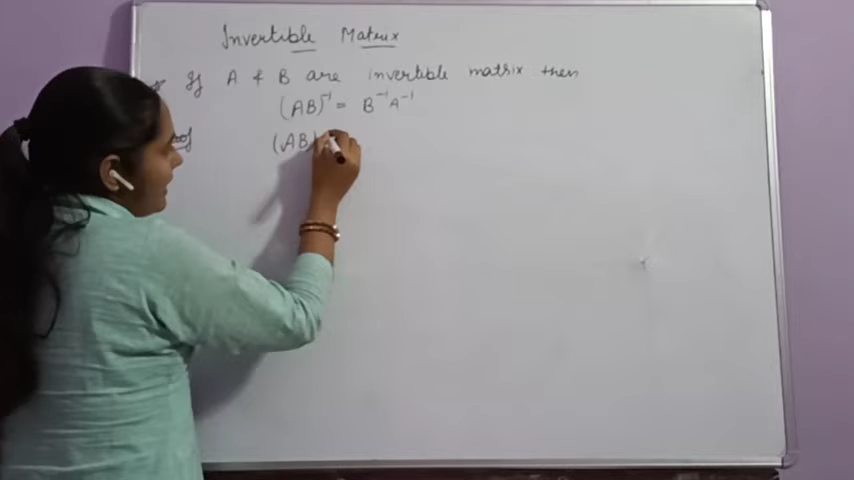 Invertible Matrix
If A & B are invertible matrix then
(AB)⁻¹ = B⁻¹A⁻¹
(AB)